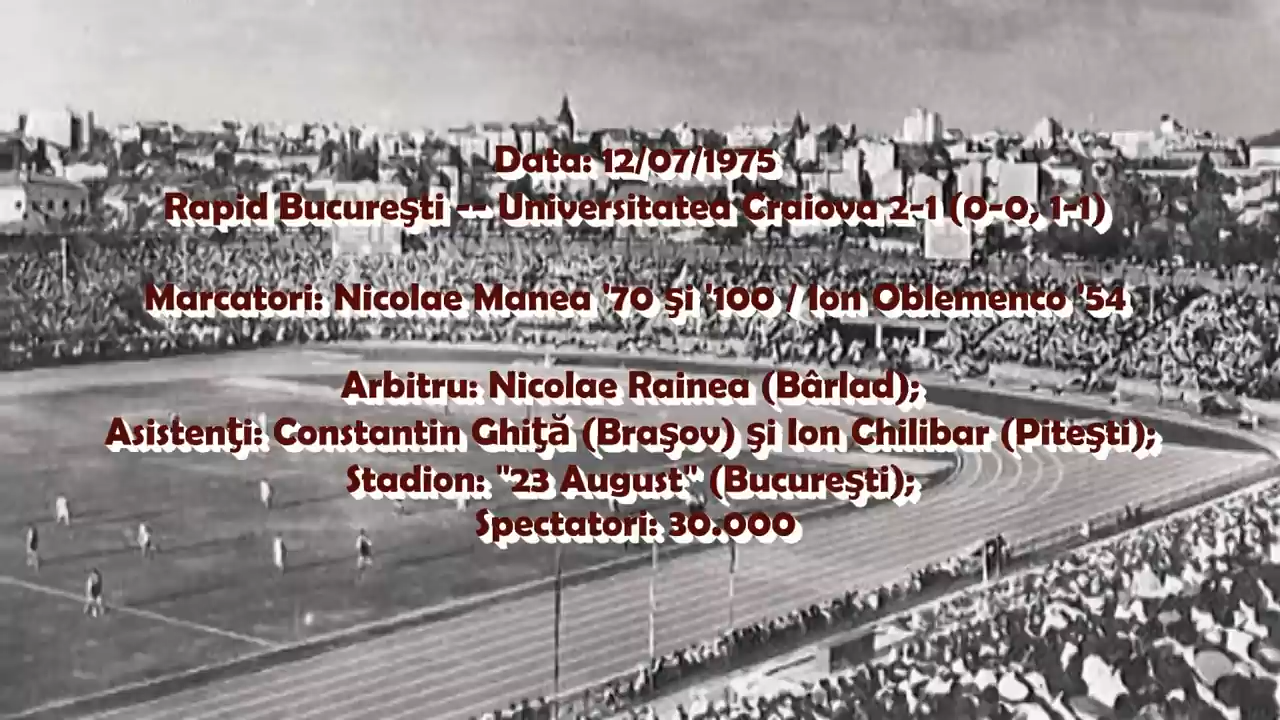 Data: 12/07/1975
Rapid Bucureşti -- Universitatea Craiova 2-1 (0-0, 1-1)
Marcatori: Nicolae Manea '70 şi '100 / Ion Oblemenco '54
Arbitru: Nicolae Rainea (Bârlad);
Asistenţi: Constantin Ghiţă (Braşov) şi Ion Chilibar (Piteşti);
Stadion: "23 August" (Bucureşti);
Spectatori: 30.000